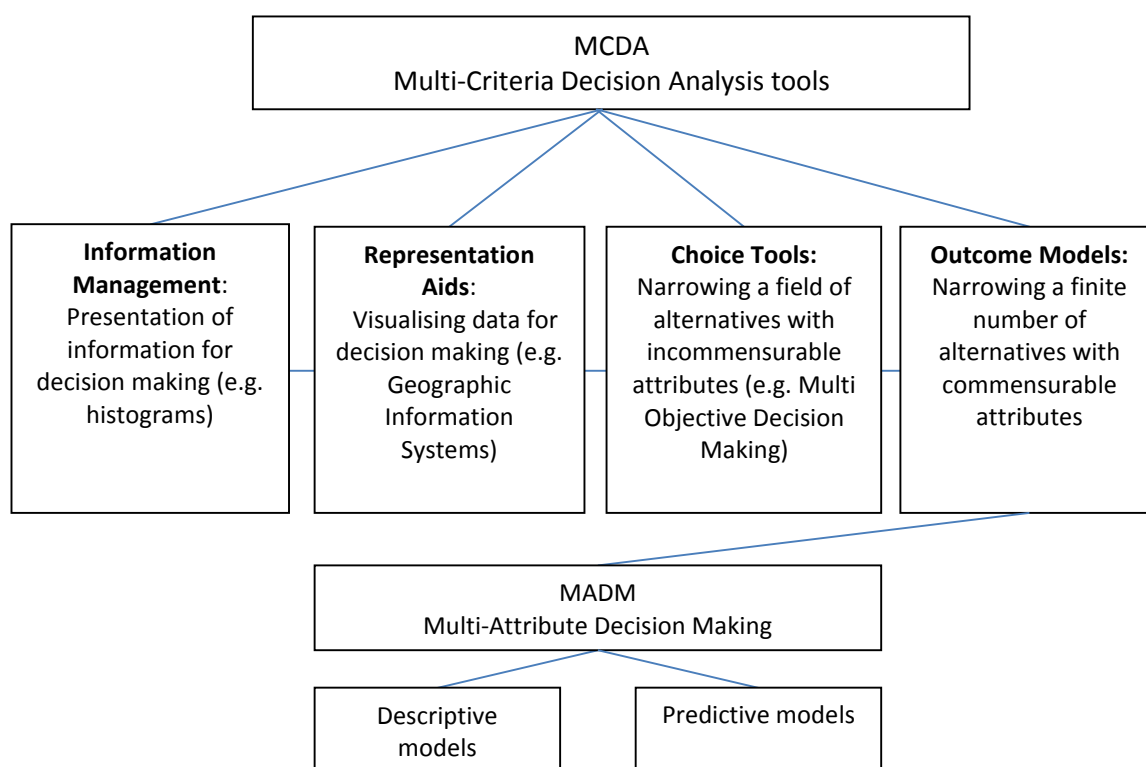 MCDA
Multi-Criteria Decision Analysis tools
Information
Management:
Presentation of
information for
decision making (e.g.
histograms)
Representation
Aids:
Visualising data for
decision making (e.g.
Geographic
Information
Systems)
Choice Tools:
Narrowing a field of
alternatives with
incommensurable
attributes (e.g. Multi
Objective Decision
Making)
Outcome Models:
Narrowing a finite
number of
alternatives with
commensurable
attributes
MADM
Multi-Attribute Decision Making
Descriptive
models
Predictive models